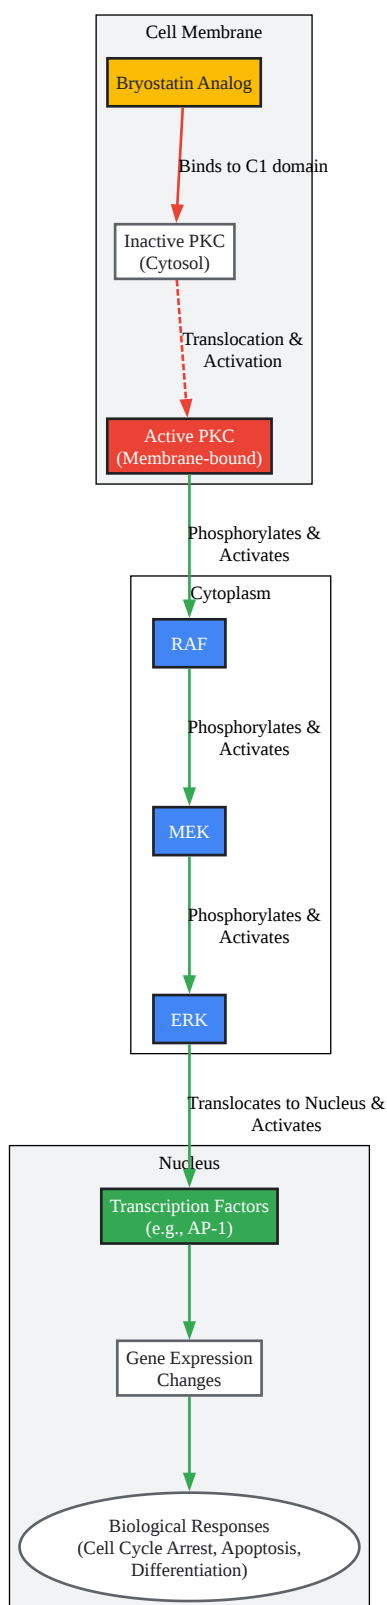 Cell Membrane
Bryostatin Analog
Binds to C1 domain
Inactive PKC
(Cytosol)
Translocation &
Activation
Active PKC
(Membrane-bound)
Phosphorylates &
Activates
Cytoplasm
RAF
Phosphorylates &
Activates
MEK
Phosphorylates &
Activates
ERK
Translocates to Nucleus &
Activates
Nucleus
Transcription Factors
(e.g., AP-1)
Gene Expression
Changes
Biological Responses
(Cell Cycle Arrest, Apoptosis,
Differentiation)